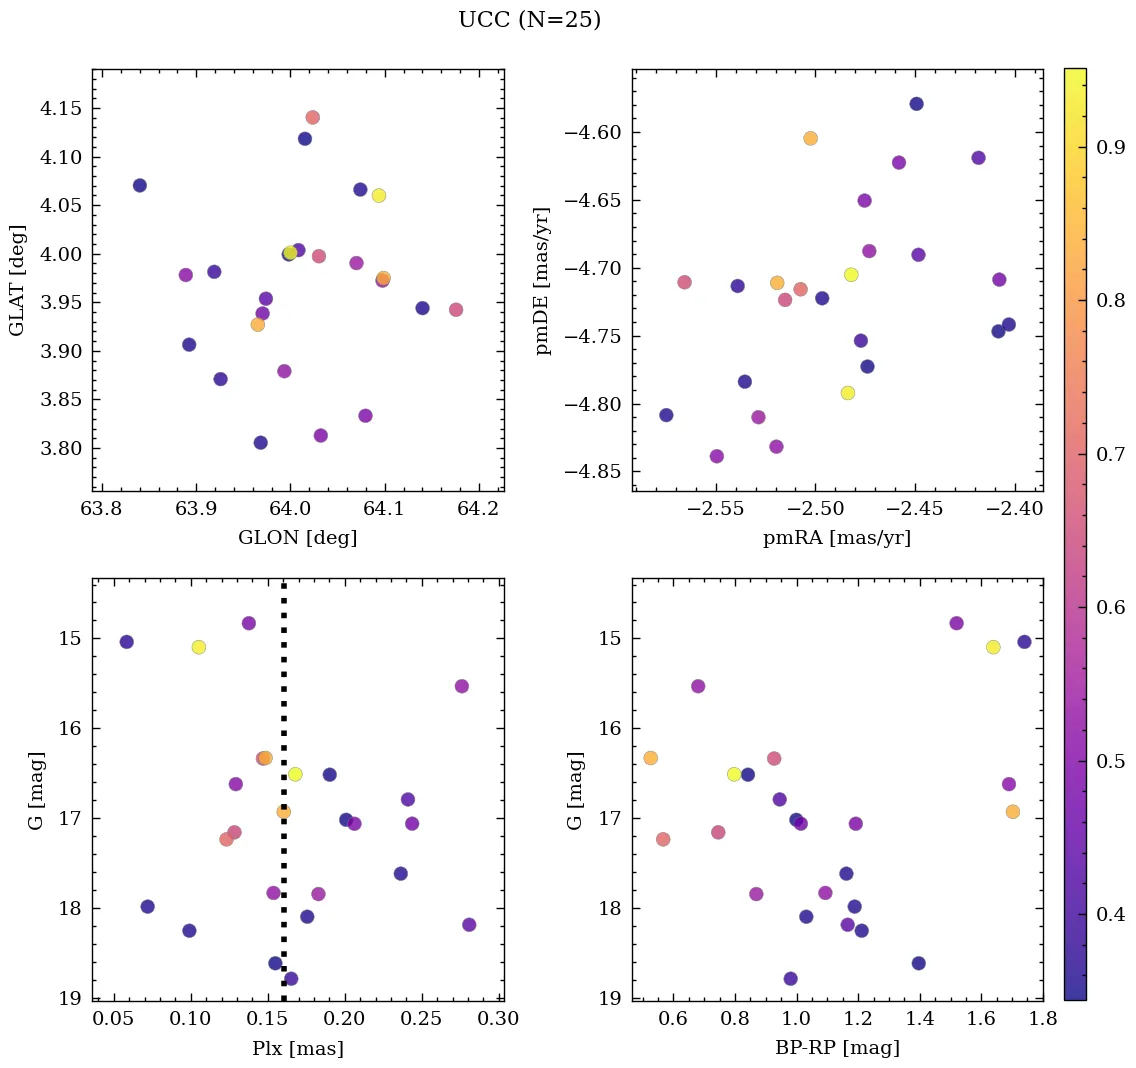 UCC (N=25)
4.15
4.10
4.05
4.00
3.95
3.90
3.85
3.80
GLAT [deg]
63.8 63.9 64.0 64.1 64.2
GLON [deg]
−4.60
−4.65
−4.70
−4.75
−4.80
−4.85
pmDE [mas/yr]
−2.55 −2.50 −2.45 −2.40
pmRA [mas/yr]
15
16
17
18
19
G [mag]
0.05 0.10 0.15 0.20 0.25 0.30
Plx [mas]
15
16
17
18
19
G [mag]
0.6 0.8 1.0 1.2 1.4 1.6 1.8
BP-RP [mag]
0.9
0.8
0.7
0.6
0.5
0.4